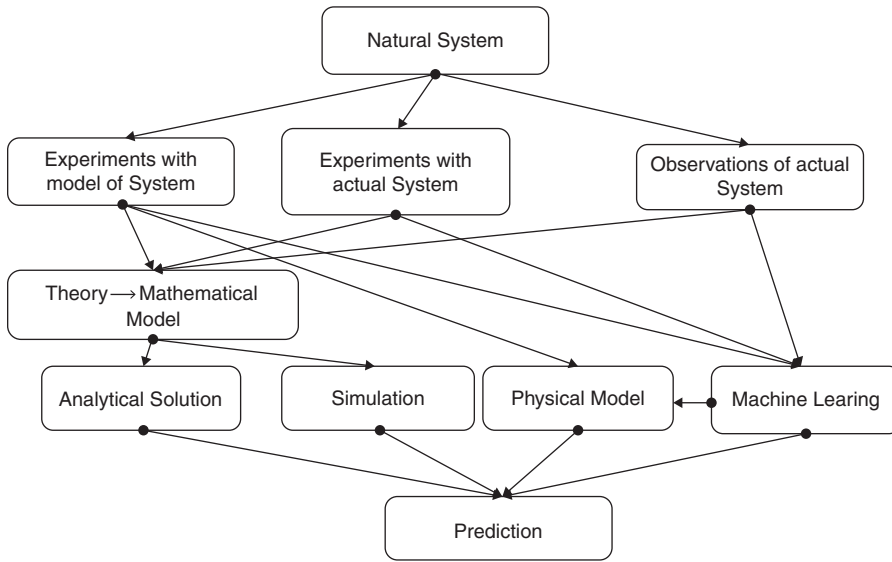 Natural System
Experiments with
model of System
Experiments with
actual System
Observations of actual
System
Theory → Mathematical
Model
Analytical Solution
Simulation
Physical Model
Machine Learing
Prediction